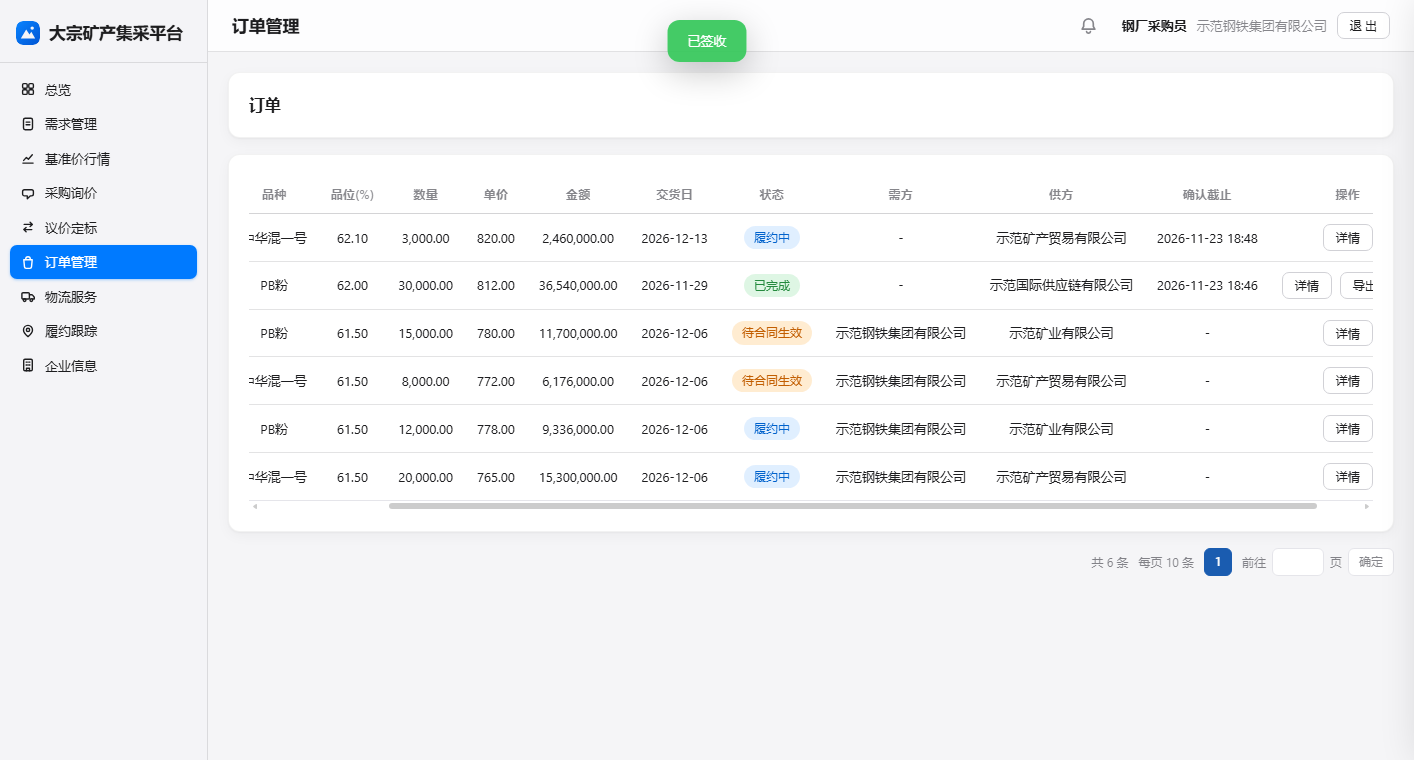 大宗矿产集采平台
订单管理
已签收
钢厂采购员 示范钢铁集团有限公司 退出
总览
需求管理
基准价行情
采购询价
议价定标
订单管理
物流服务
履约跟踪
企业信息
订单
品种 品位(%) 数量 单价 金额 交货日 状态 需方 供方 确认截止 操作
中华混一号 62.10 3,000.00 820.00 2,460,000.00 2026-12-13 履约中 - 示范矿产贸易有限公司 2026-11-23 18:48 详情
PB粉 62.00 30,000.00 812.00 36,540,000.00 2026-11-29 已完成 - 示范国际供应链有限公司 2026-11-23 18:46 详情 导出
PB粉 61.50 15,000.00 780.00 11,700,000.00 2026-12-06 待合同生效 示范钢铁集团有限公司 示范矿业有限公司 - 详情
中华混一号 61.50 8,000.00 772.00 6,176,000.00 2026-12-06 待合同生效 示范钢铁集团有限公司 示范矿产贸易有限公司 - 详情
PB粉 61.50 12,000.00 778.00 9,336,000.00 2026-12-06 履约中 示范钢铁集团有限公司 示范矿业有限公司 - 详情
中华混一号 61.50 20,000.00 765.00 15,300,000.00 2026-12-06 履约中 示范钢铁集团有限公司 示范矿产贸易有限公司 - 详情
共 6 条 每页 10 条 1 前往 页 确定